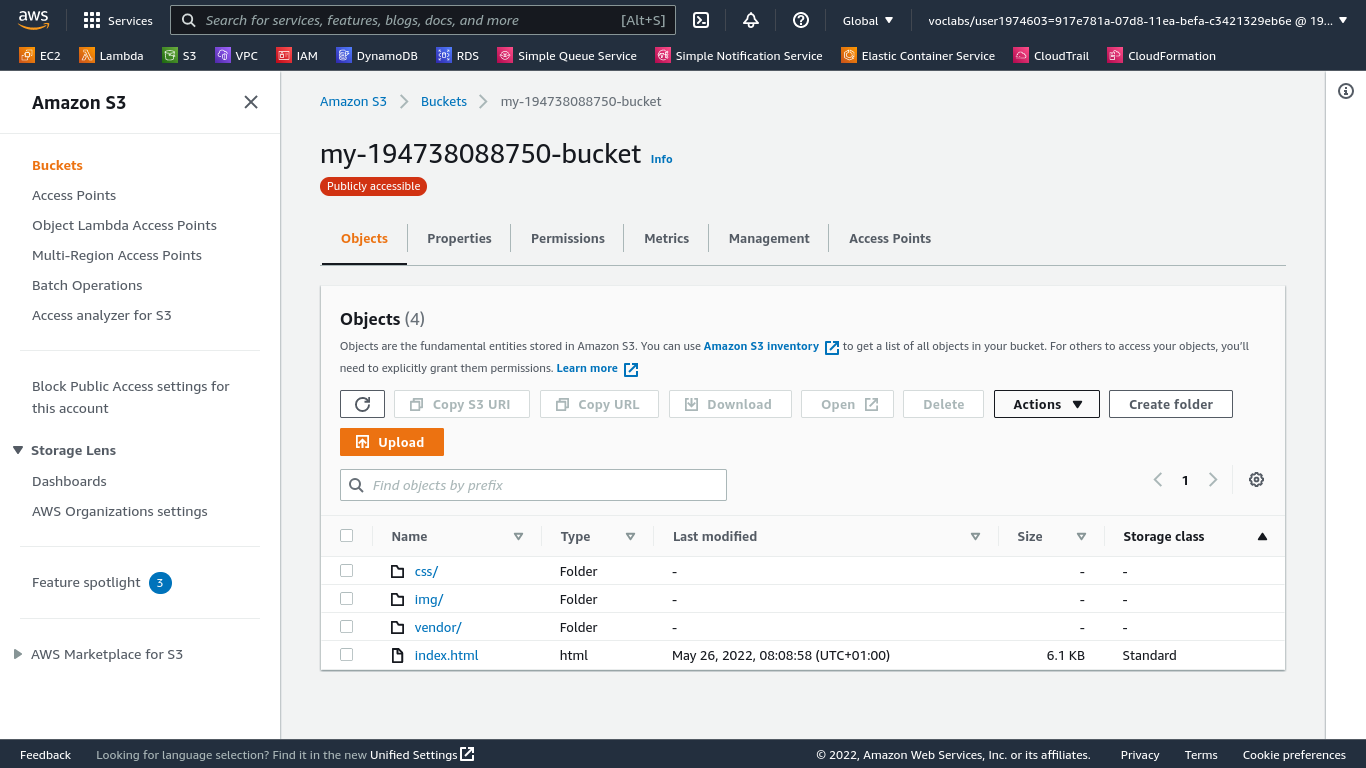 aws Services Search for services, features, blogs, docs, and more [Alt+S] Global voclabs/user1974603=917e781a-07d8-11ea-befa-c3421329eb6e @ 19...
EC2 Lambda S3 VPC IAM DynamoDB RDS Simple Queue Service Simple Notification Service Elastic Container Service CloudTrail CloudFormation
Amazon S3
Buckets
Access Points
Object Lambda Access Points
Multi-Region Access Points
Batch Operations
Access analyzer for S3
Block Public Access settings for
this account
Storage Lens
Dashboards
AWS Organizations settings
Feature spotlight 3
AWS Marketplace for S3
Amazon S3 Buckets my-194738088750-bucket
my-194738088750-bucket Info
Publicly accessible
Objects Properties Permissions Metrics Management Access Points
Objects (4)
Objects are the fundamental entities stored in Amazon S3. You can use Amazon S3 inventory to get a list of all objects in your bucket. For others to access your objects, you'll
need to explicitly grant them permissions. Learn more
Copy S3 URI Copy URL Download Open Delete Actions Create folder
Upload
Find objects by prefix 1
Name Type Last modified Size Storage class
css/ Folder - - -
img/ Folder - - -
vendor/ Folder - - -
index.html html May 26, 2022, 08:08:58 (UTC+01:00) 6.1 KB Standard
Feedback Looking for language selection? Find it in the new Unified Settings © 2022, Amazon Web Services, Inc. or its affiliates. Privacy Terms Cookie preferences